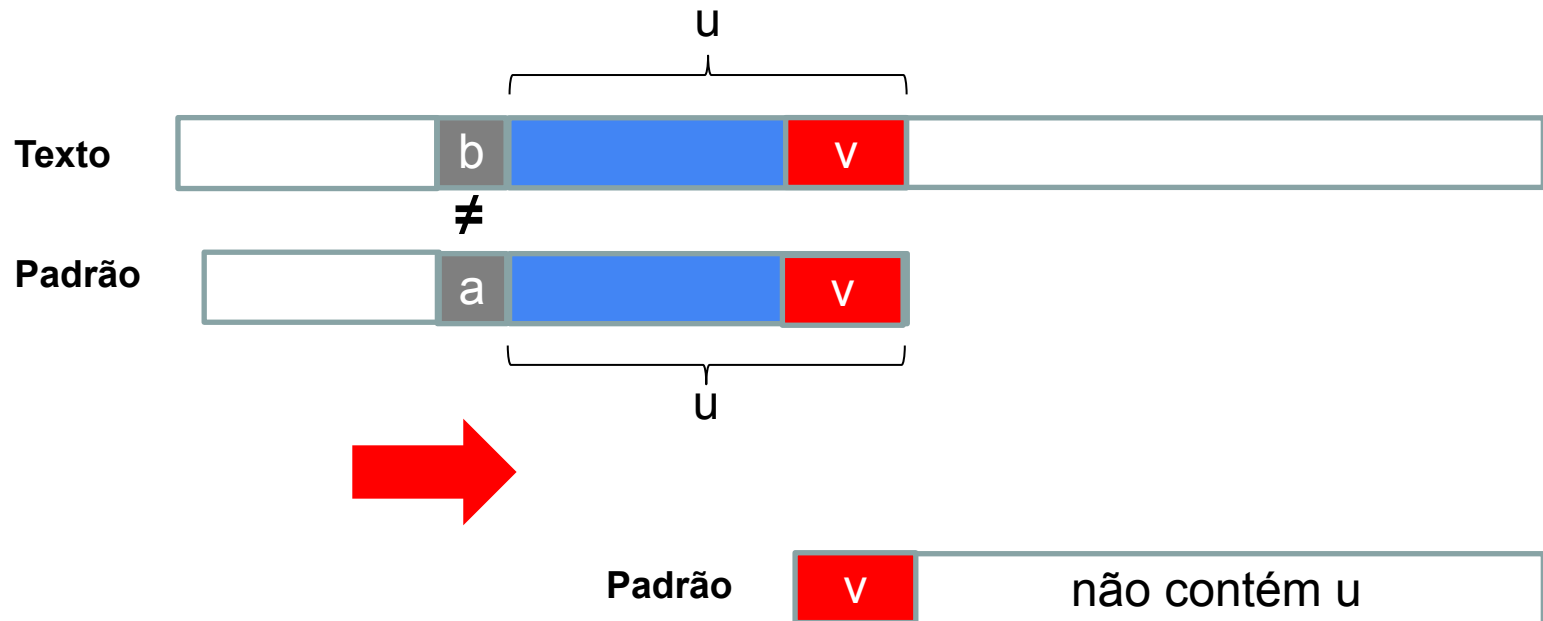 u
Texto b v
≠
Padrão a v
u
Padrão v não contém u